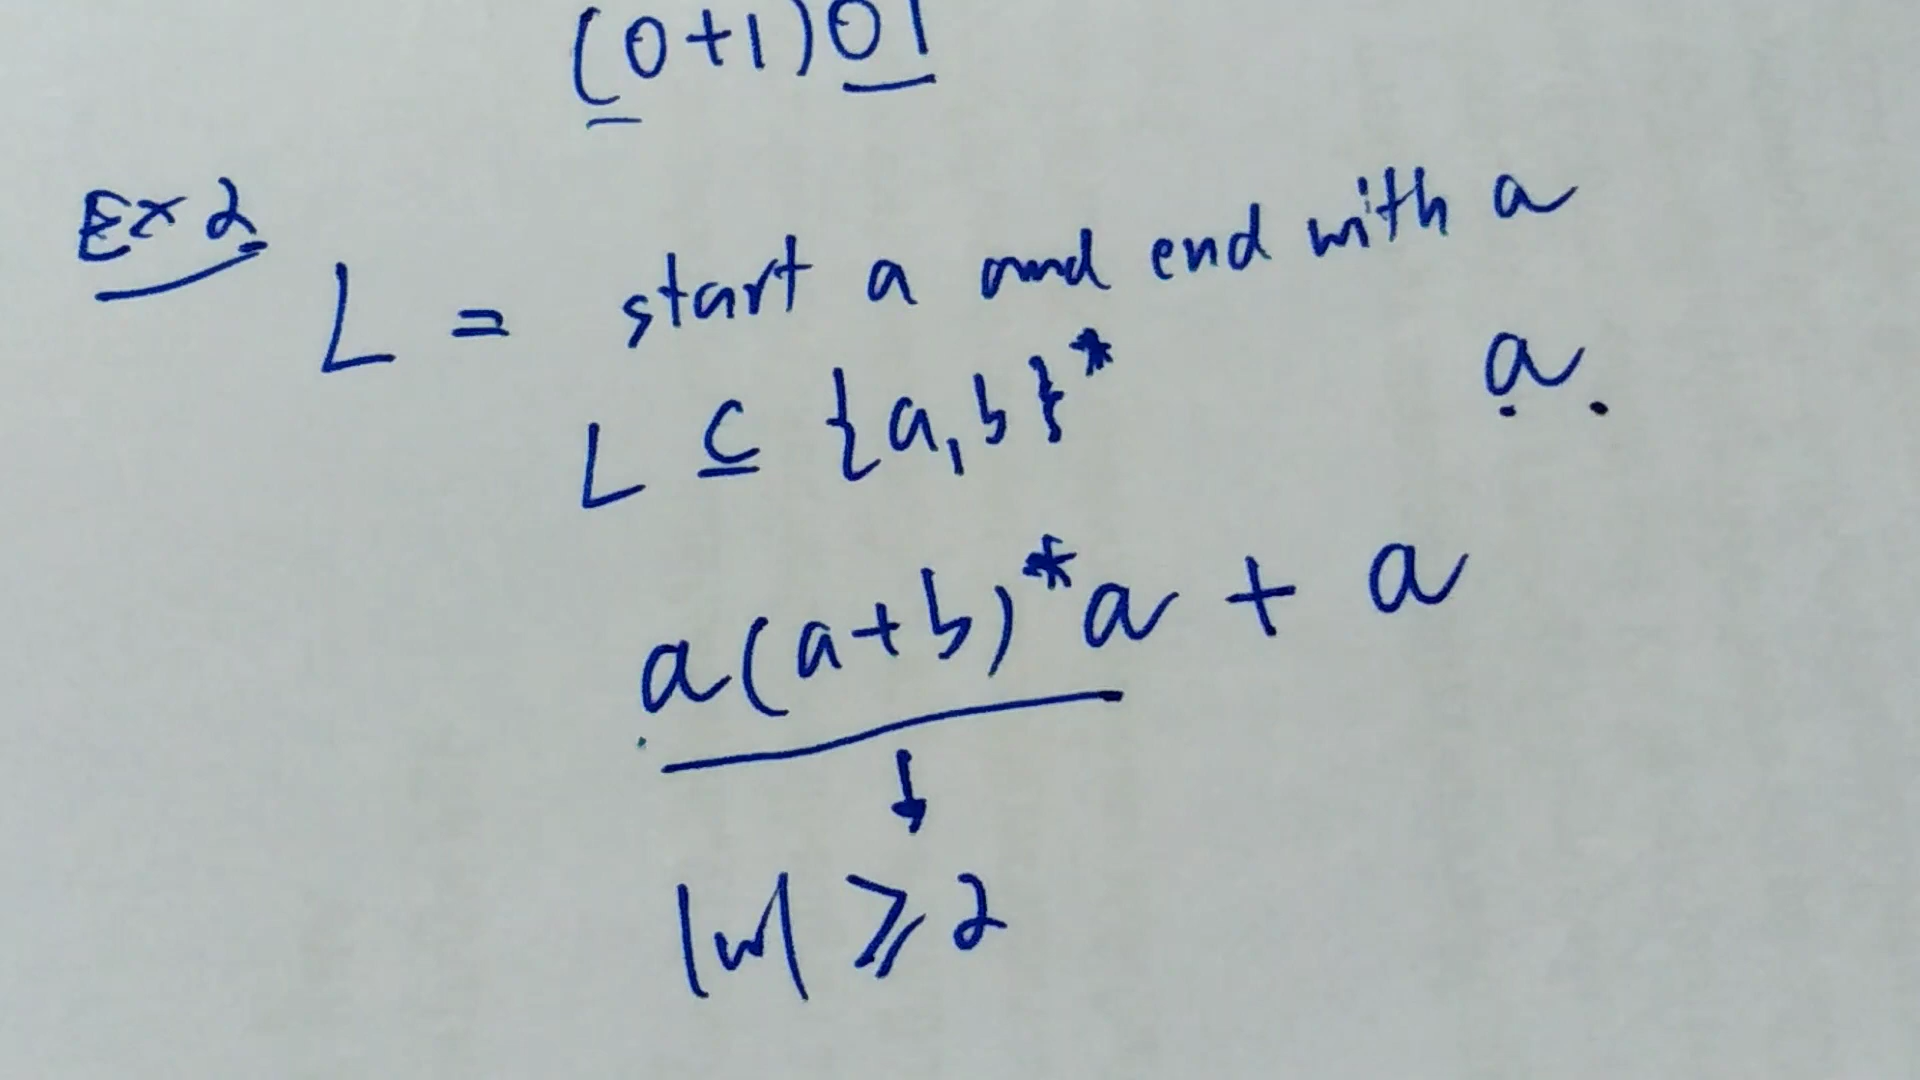 (0+1)01
Ex 2
L = start a and end with a
a.
L ⊆ {a,b}*
a(a+b)*a + a
↓
|w| ⩾ 2